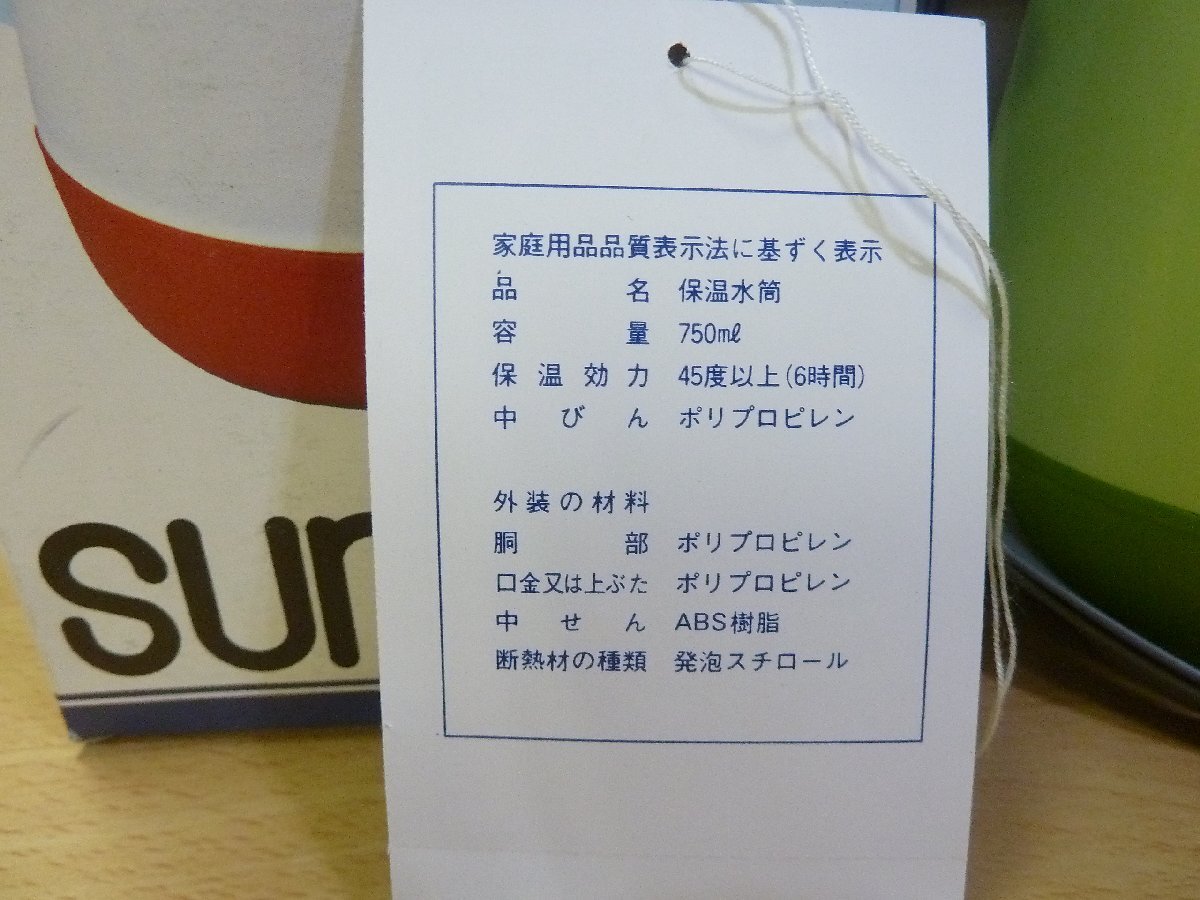 家庭用品品質表示法に基ずく表示
品名 保温水筒
容量 750mℓ
保温効力 45度以上(6時間)
中びん ポリプロピレン
外装の材料
胴部 ポリプロピレン
口金又は上ぶた ポリプロピレン
中せん ABS樹脂
断熱材の種類 発泡スチロール